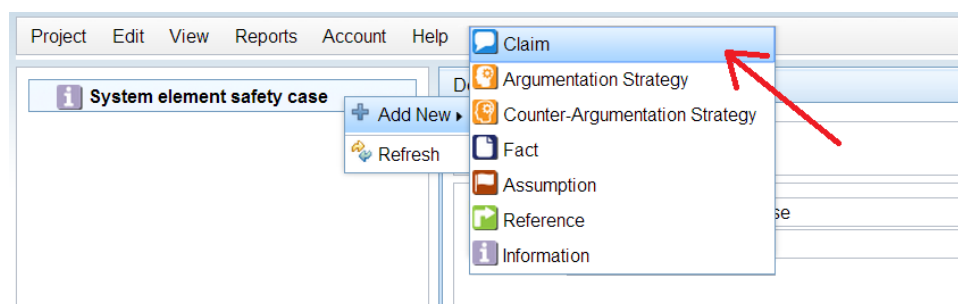 Project Edit View Reports Account Help
System element safety case
Add New
Refresh
Claim
Argumentation Strategy
Counter-Argumentation Strategy
Fact
Assumption
Reference
Information